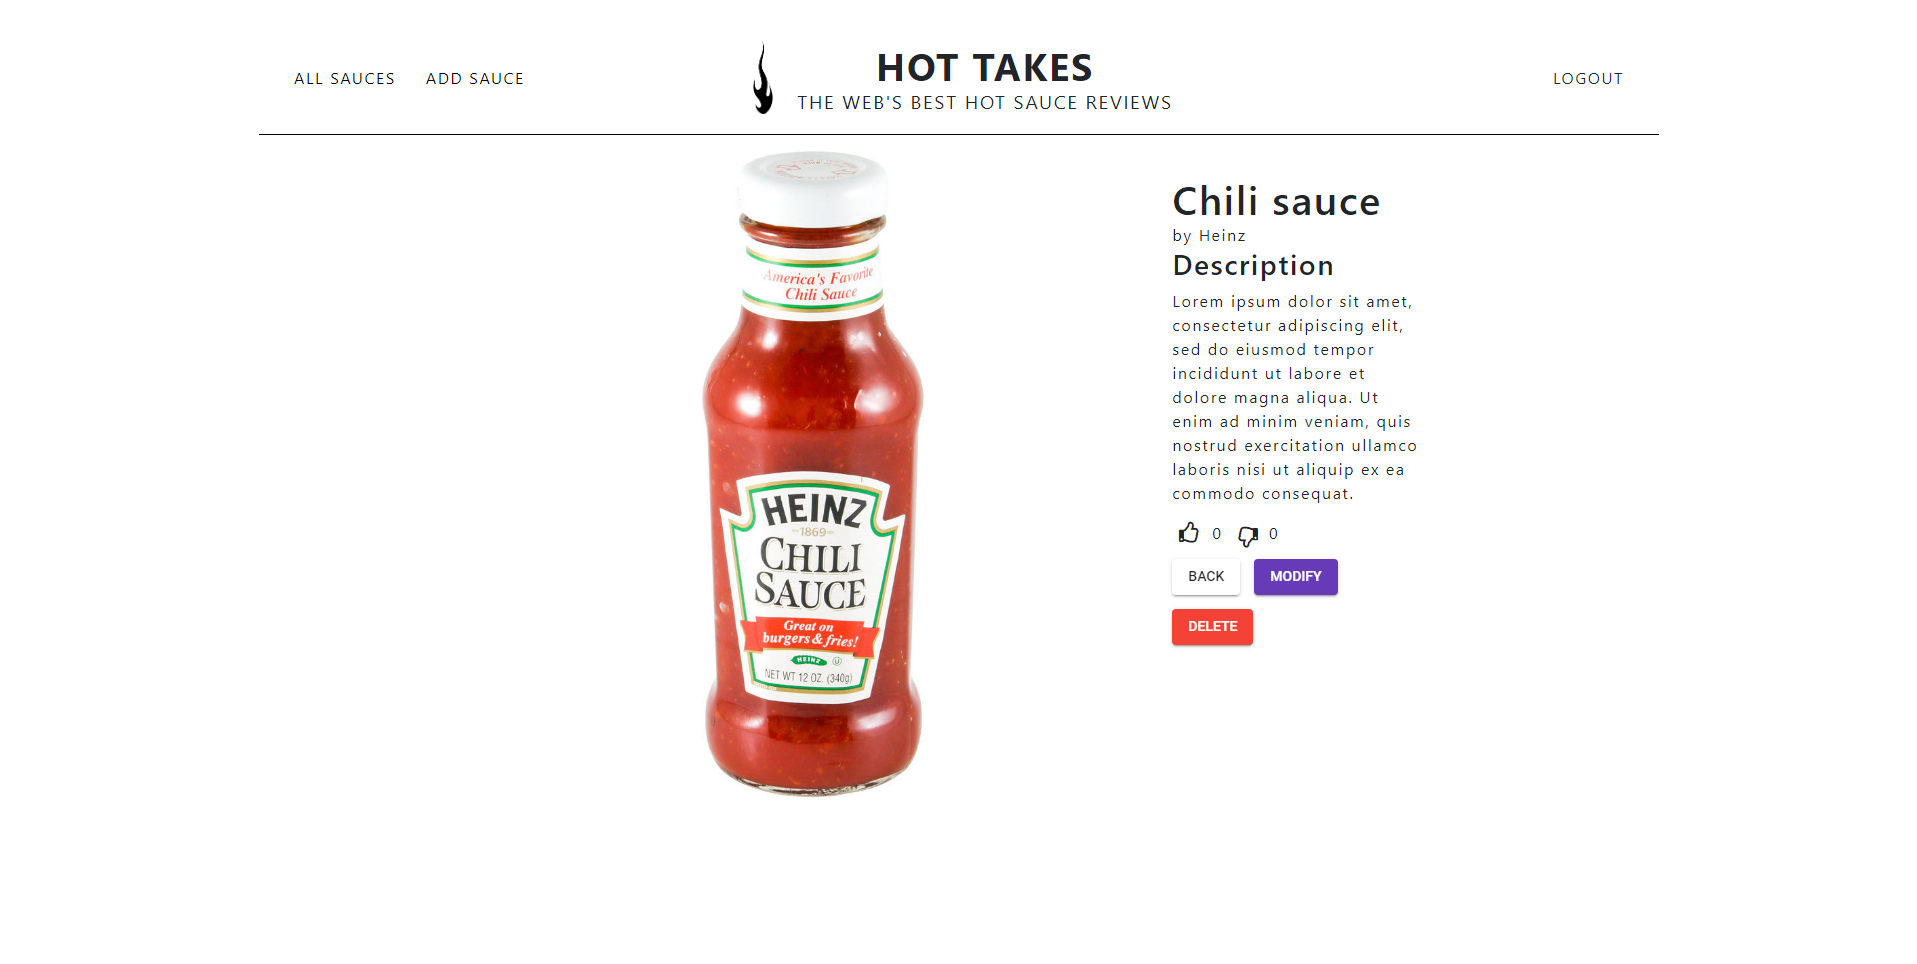 ALL SAUCES
ADD SAUCE
HOT TAKES
THE WEB'S BEST HOT SAUCE REVIEWS
LOGOUT
America's Favorite
Chili Sauce
HEINZ
1869
CHILI
SAUCE
Great on
burgers & fries!
HEINZ
U
NET WT 12 OZ. (340g)
Chili sauce
by Heinz
Description
Lorem ipsum dolor sit amet,
consectetur adipiscing elit,
sed do eiusmod tempor
incididunt ut labore et
dolore magna aliqua. Ut
enim ad minim veniam, quis
nostrud exercitation ullamco
laboris nisi ut aliquip ex ea
commodo consequat.
0 0
BACK MODIFY
DELETE